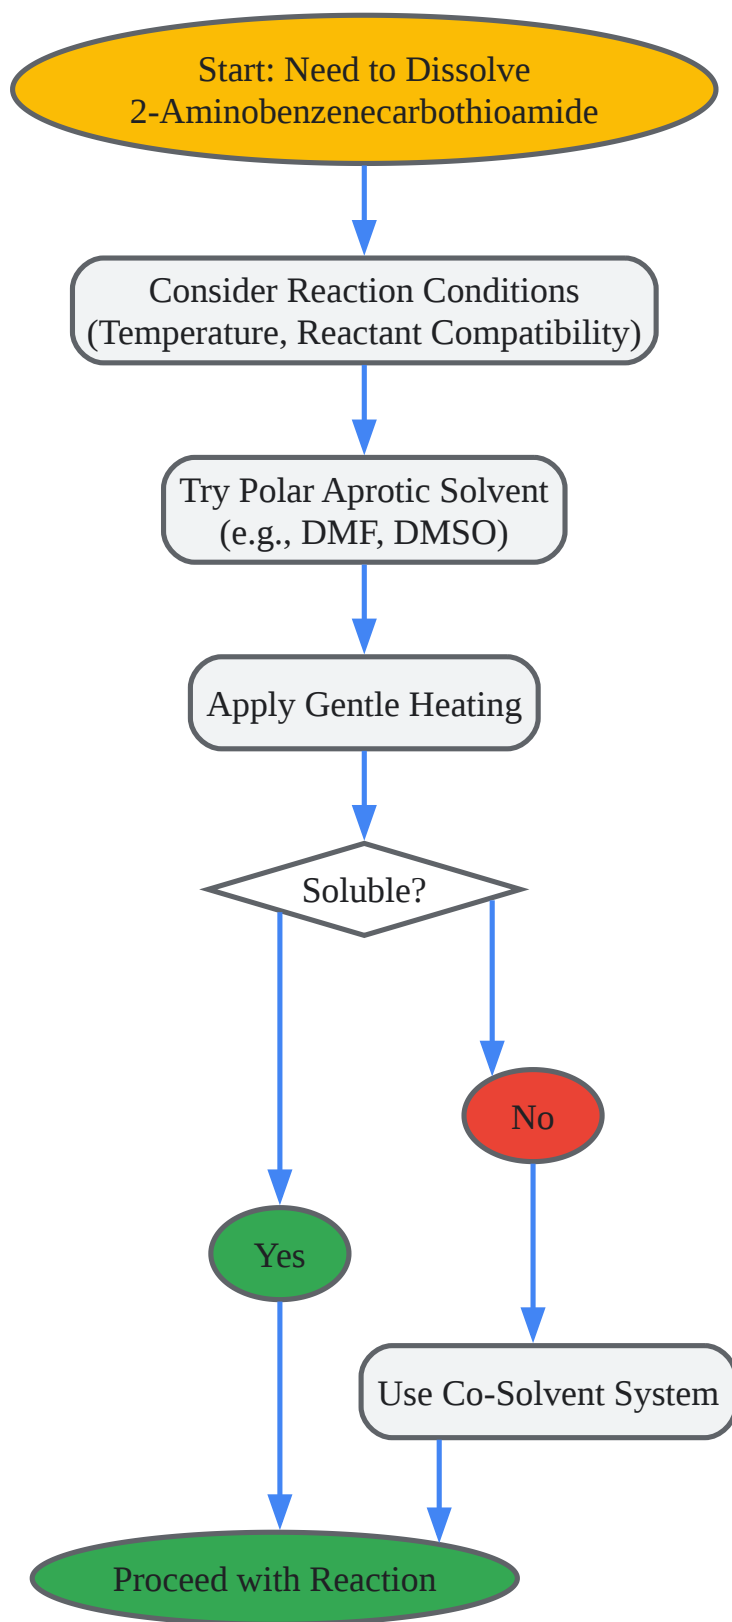 Start: Need to Dissolve
2-Aminobenzenecarbothioamide
Consider Reaction Conditions
(Temperature, Reactant Compatibility)
Try Polar Aprotic Solvent
(e.g., DMF, DMSO)
Apply Gentle Heating
Soluble?
No
Yes
Use Co-Solvent System
Proceed with Reaction